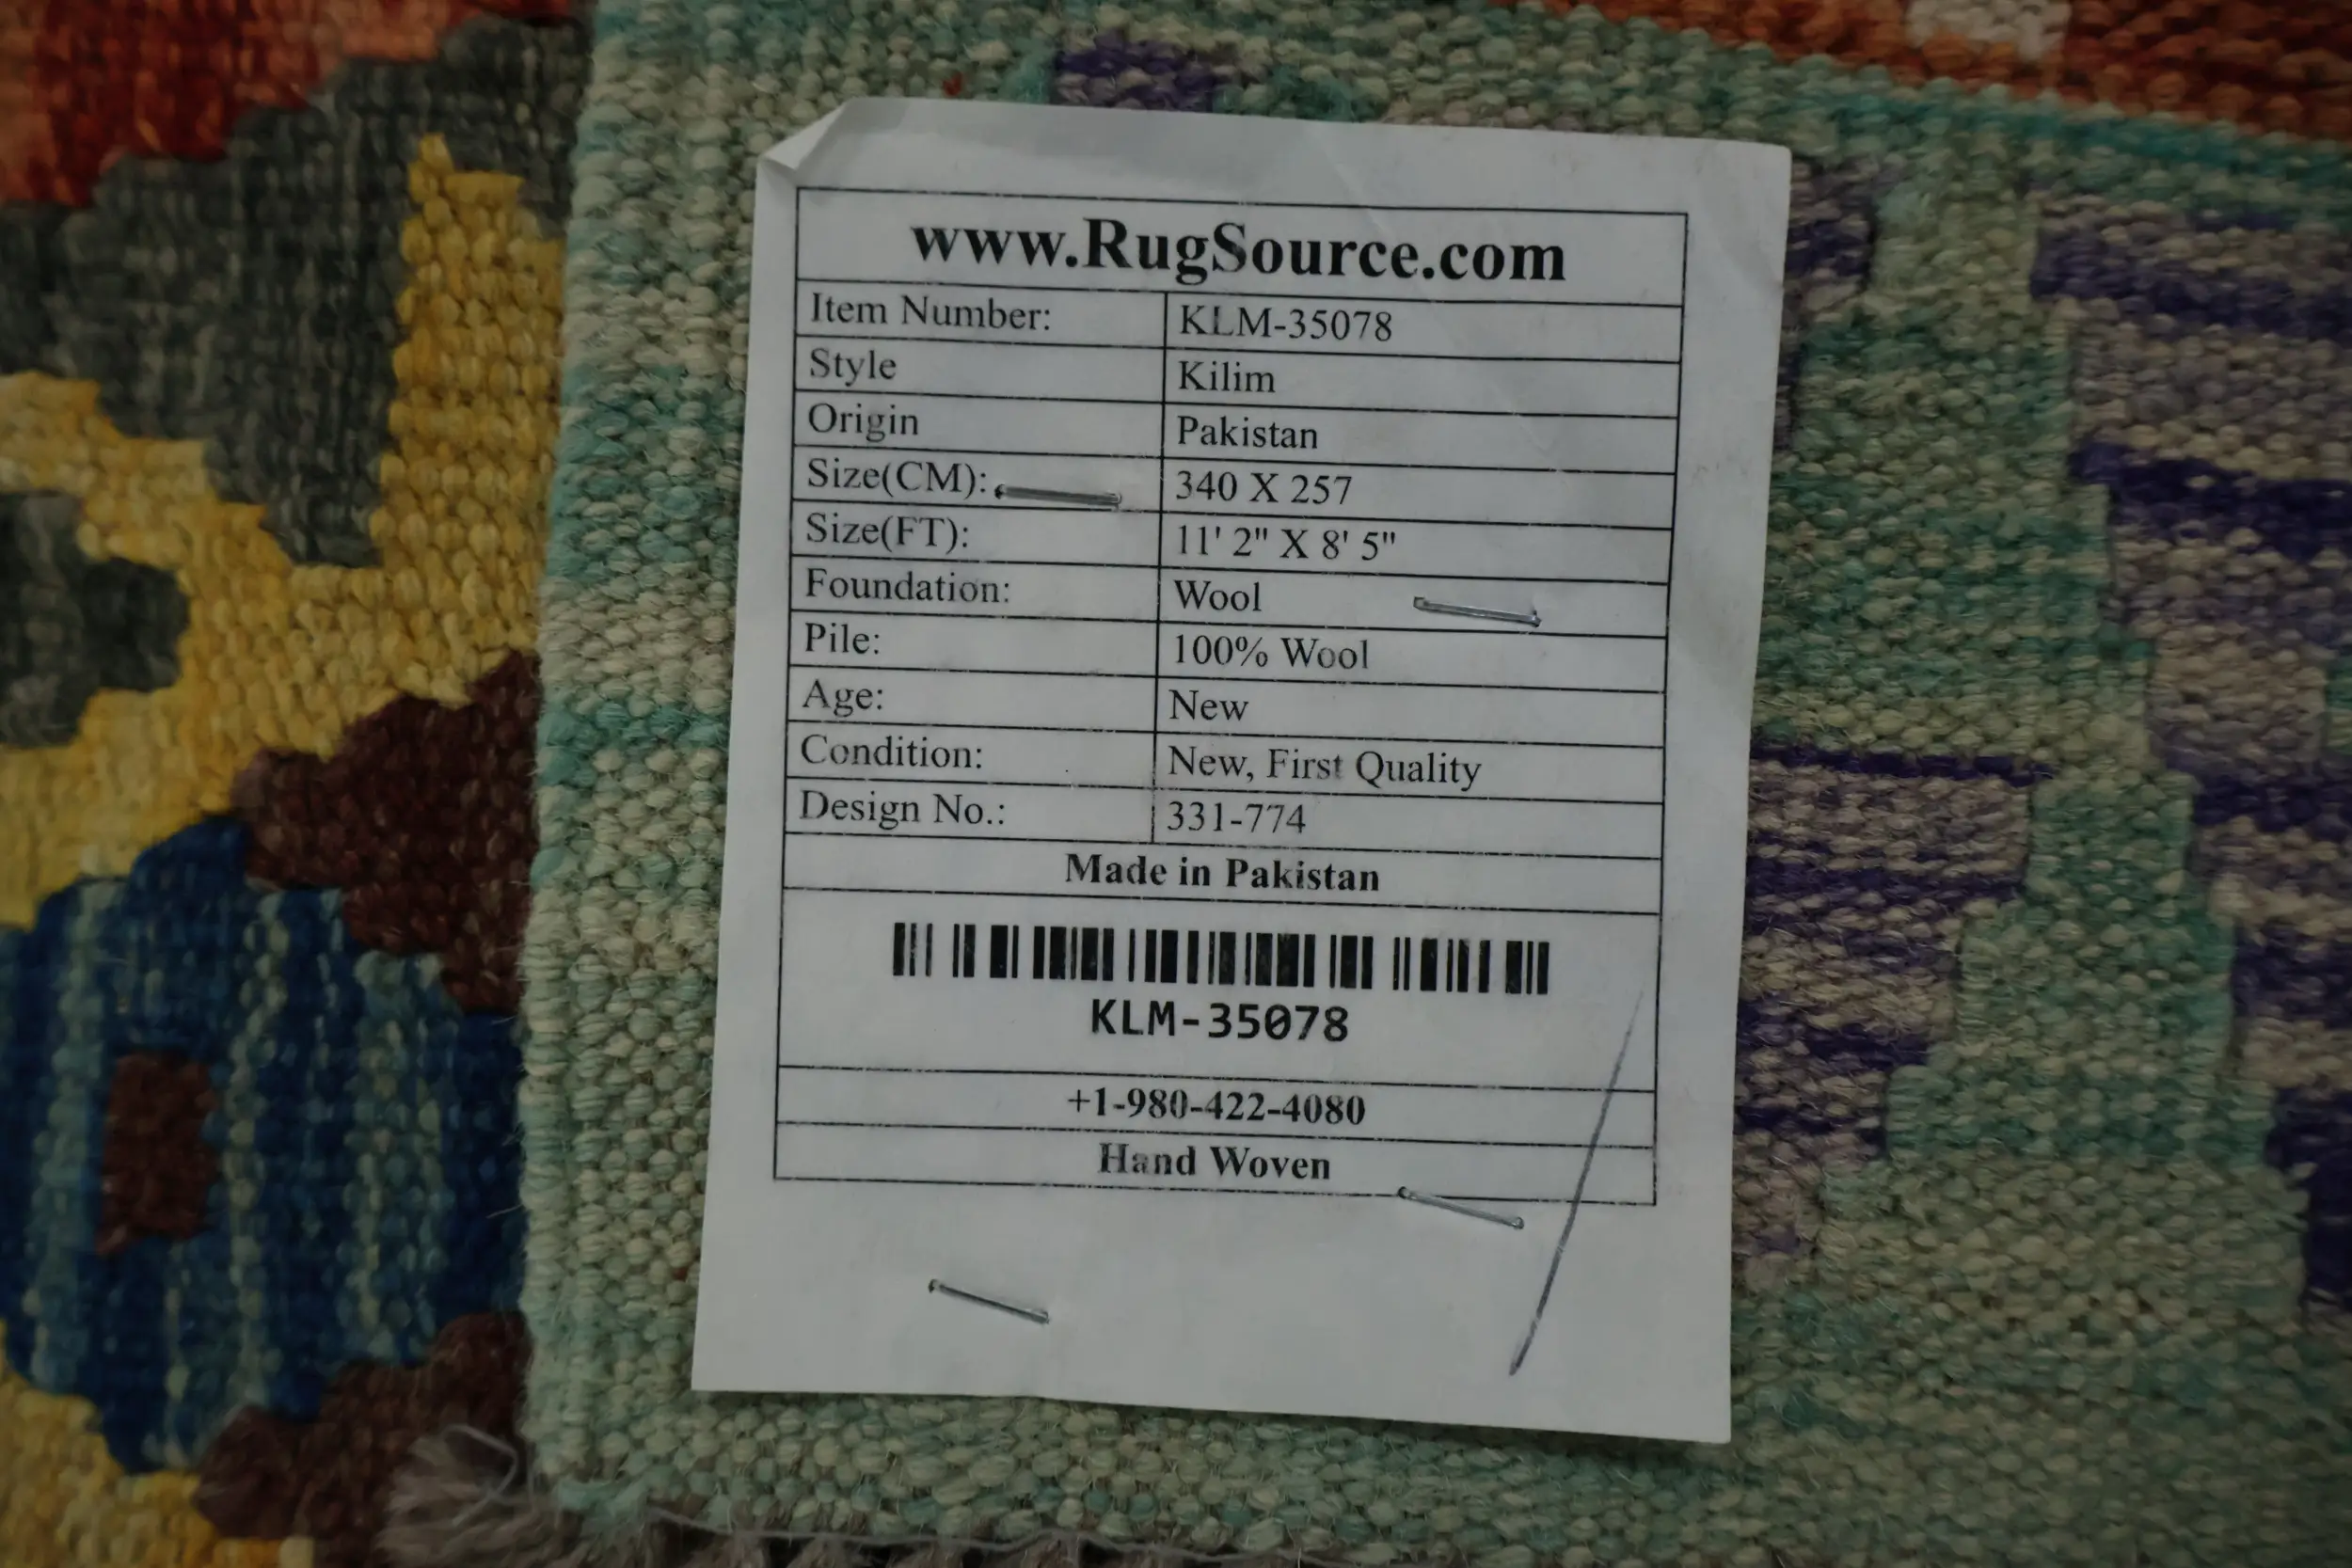 www.RugSource.com
Item Number: KLM-35078
Style Kilim
Origin Pakistan
Size(CM): 340 X 257
Size(FT): 11' 2" X 8' 5"
Foundation: Wool
Pile: 100% Wool
Age: New
Condition: New, First Quality
Design No.: 331-774
Made in Pakistan
KLM-35078
+1-980-422-4080
Hand Woven